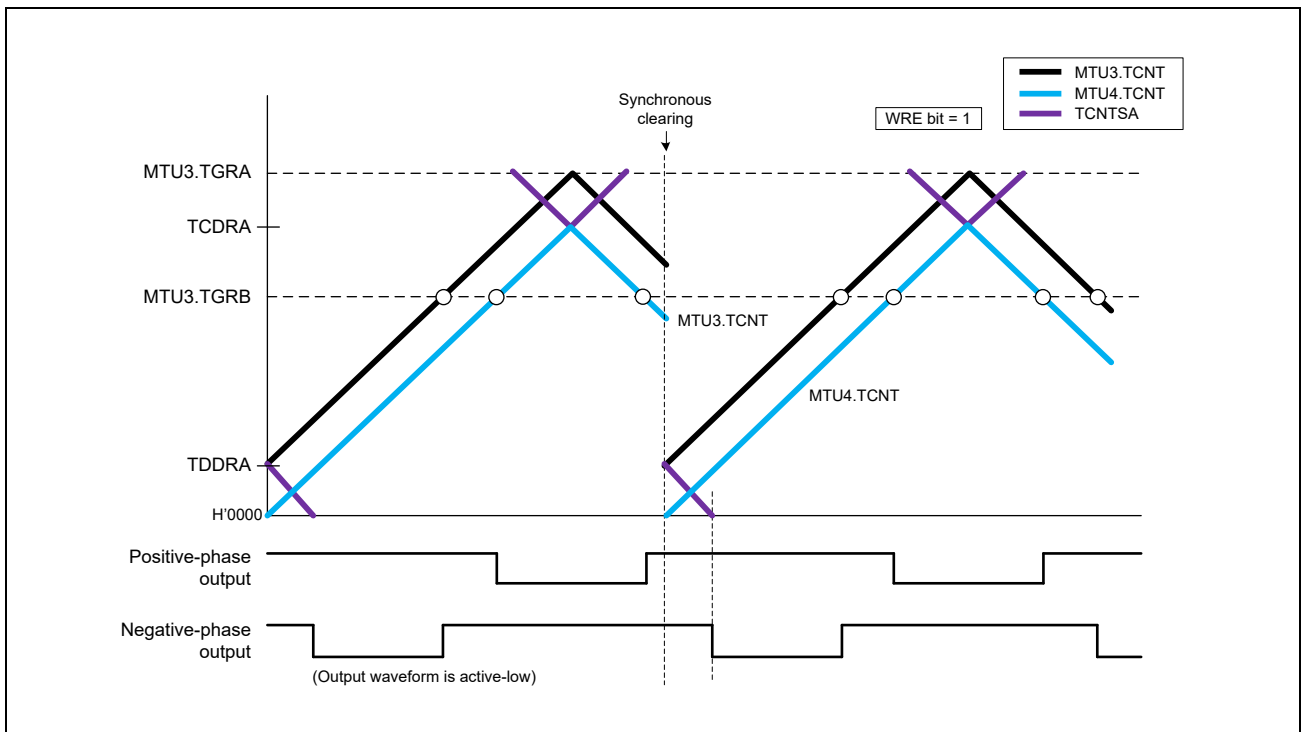 MTU3.TCNT
MTU4.TCNT
TCNTSA
Synchronous
clearing
WRE bit = 1
MTU3.TGRA
TCDRA
MTU3.TGRB
MTU3.TCNT
MTU4.TCNT
TDDRA
H'0000
Positive-phase
output
Negative-phase
output
(Output waveform is active-low)